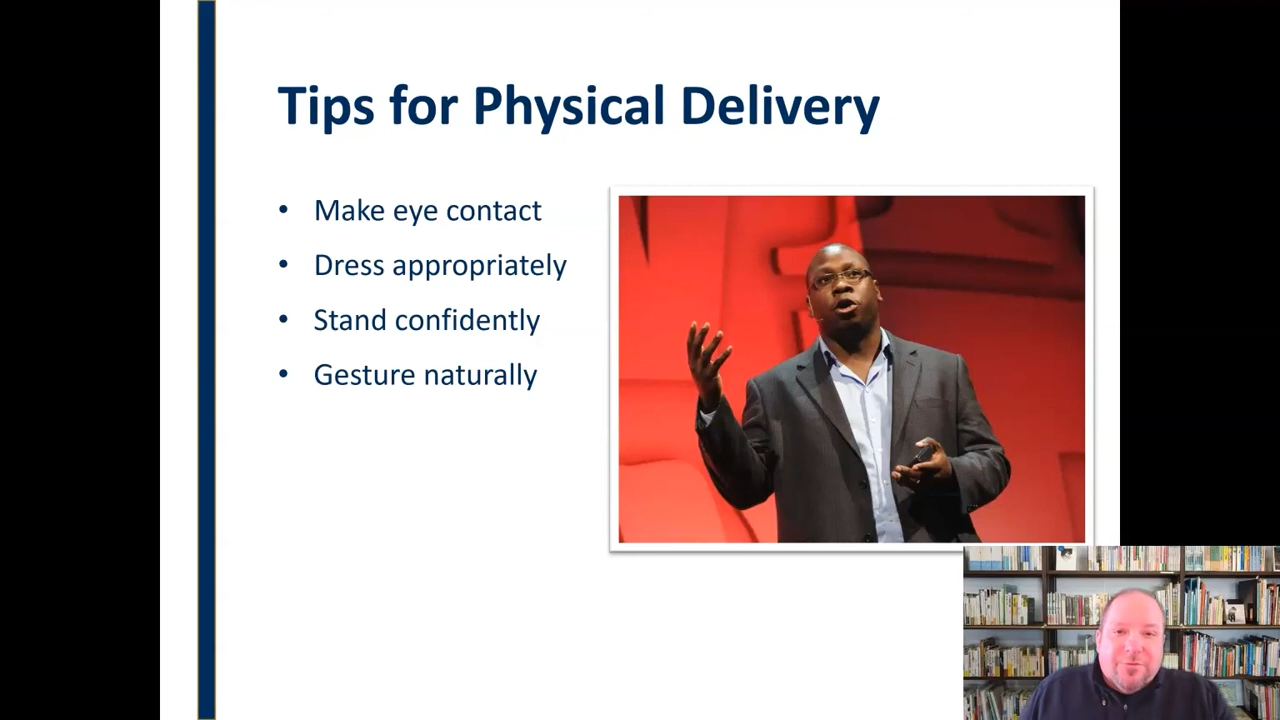 Tips for Physical Delivery
• Make eye contact
• Dress appropriately
• Stand confidently
• Gesture naturally